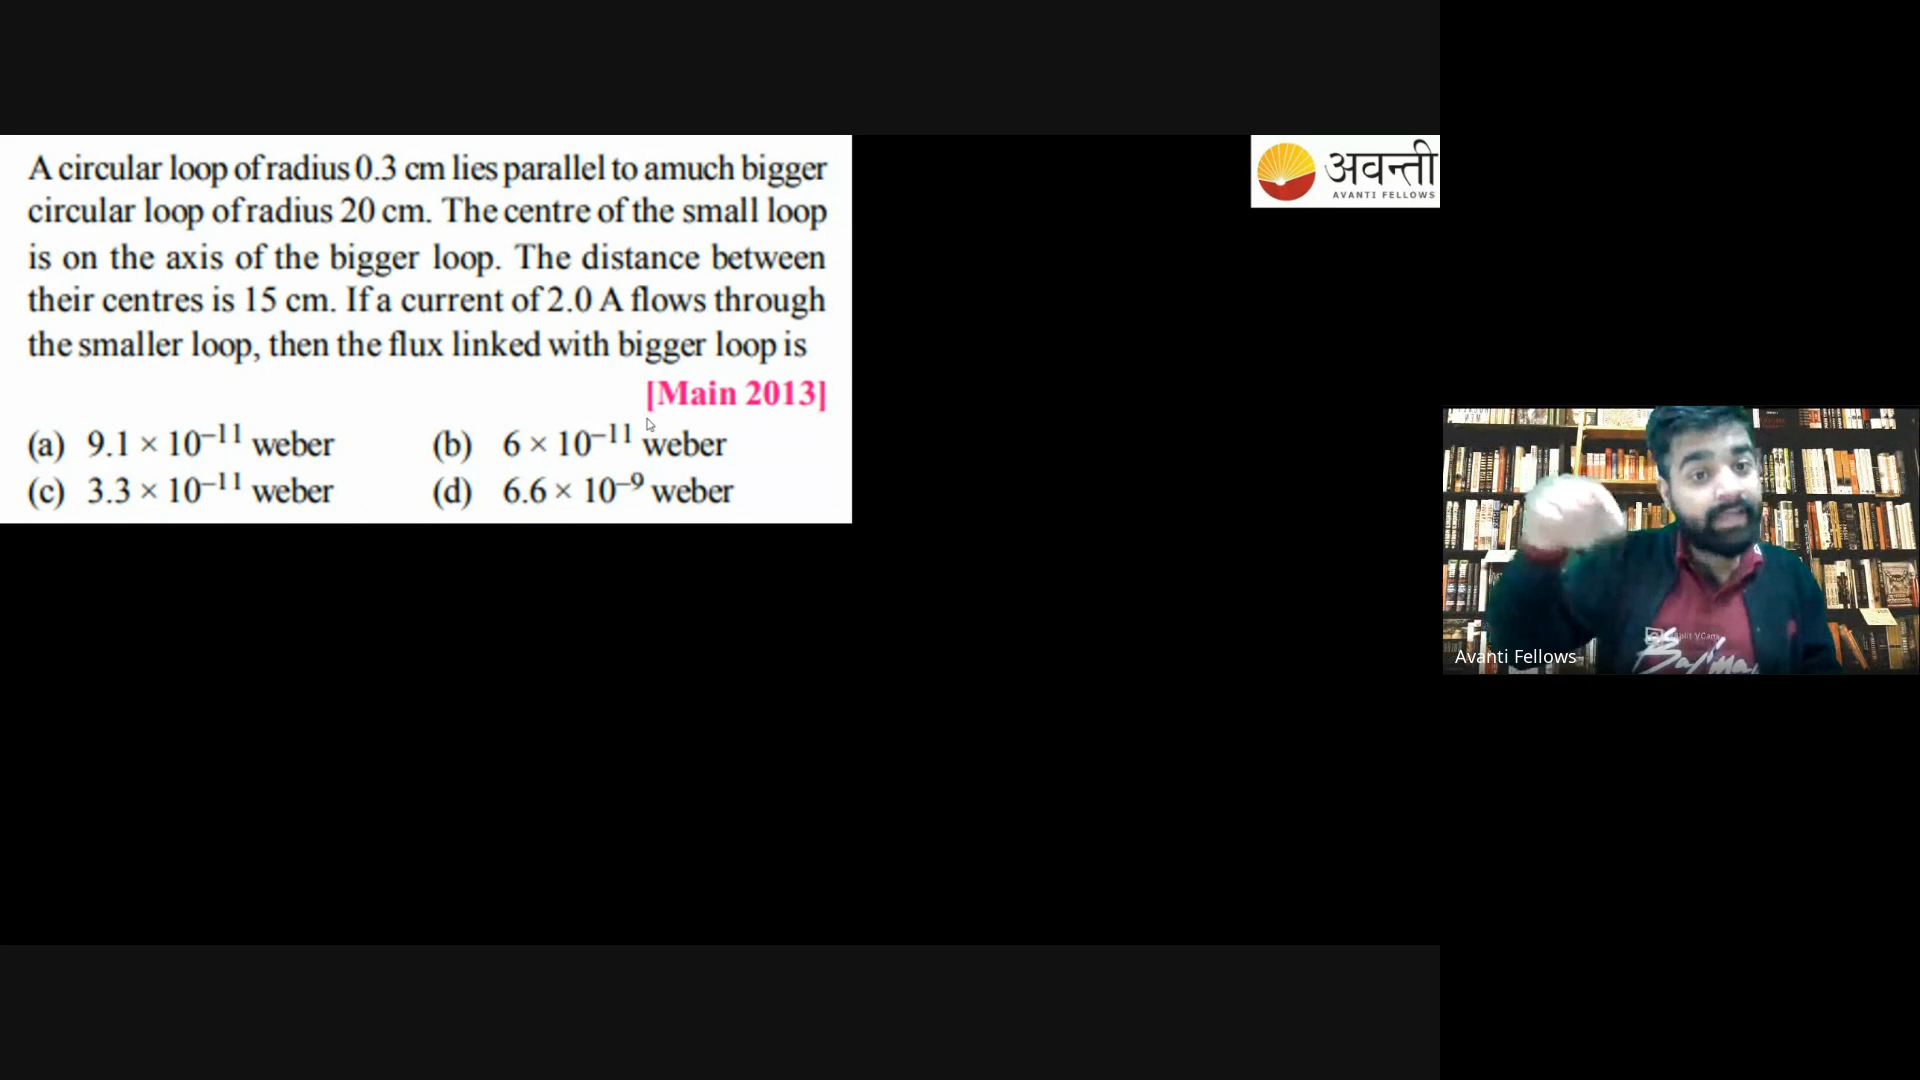 A circular loop of radius 0.3 cm lies parallel to amuch bigger
circular loop of radius 20 cm. The centre of the small loop
is on the axis of the bigger loop. The distance between
their centres is 15 cm. If a current of 2.0 A flows through
the smaller loop, then the flux linked with bigger loop is
[Main 2013]
(a) 9.1 × 10⁻¹¹ weber (b) 6 × 10⁻¹¹ weber
(c) 3.3 × 10⁻¹¹ weber (d) 6.6 × 10⁻⁹ weber
अवन्ती
AVANTI FELLOWS
Avanti Fellows